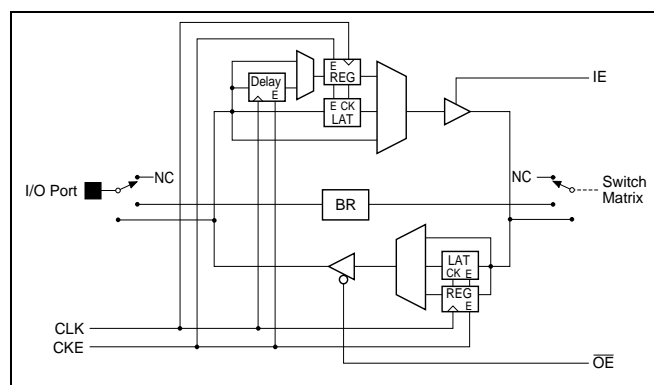 IE
E
REG
Delay
E
E CK
LAT
I/O Port
NC
NC
Switch
Matrix
BR
LAT
CK E
REG
E
CLK
CKE
OE